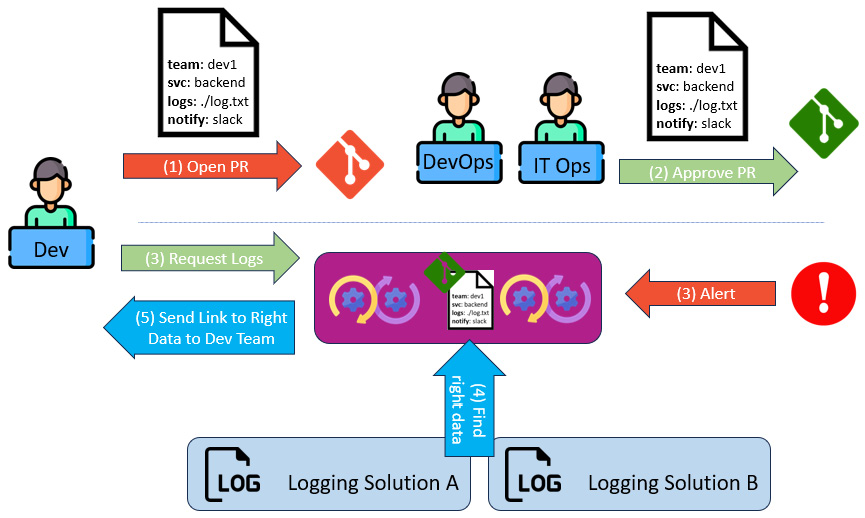 team: dev1
svc: backend
logs: ./log.txt
notify: slack
team: dev1
svc: backend
logs: ./log.txt
notify: slack
(1) Open PR
DevOps
IT Ops
(2) Approve PR
Dev
(3) Request Logs
team: dev1
svc: backend
logs: ./log.txt
notify: slack
(3) Alert
(5) Send Link to Right
Data to Dev Team
(4) Find
right data
LOG
Logging Solution A
LOG
Logging Solution B